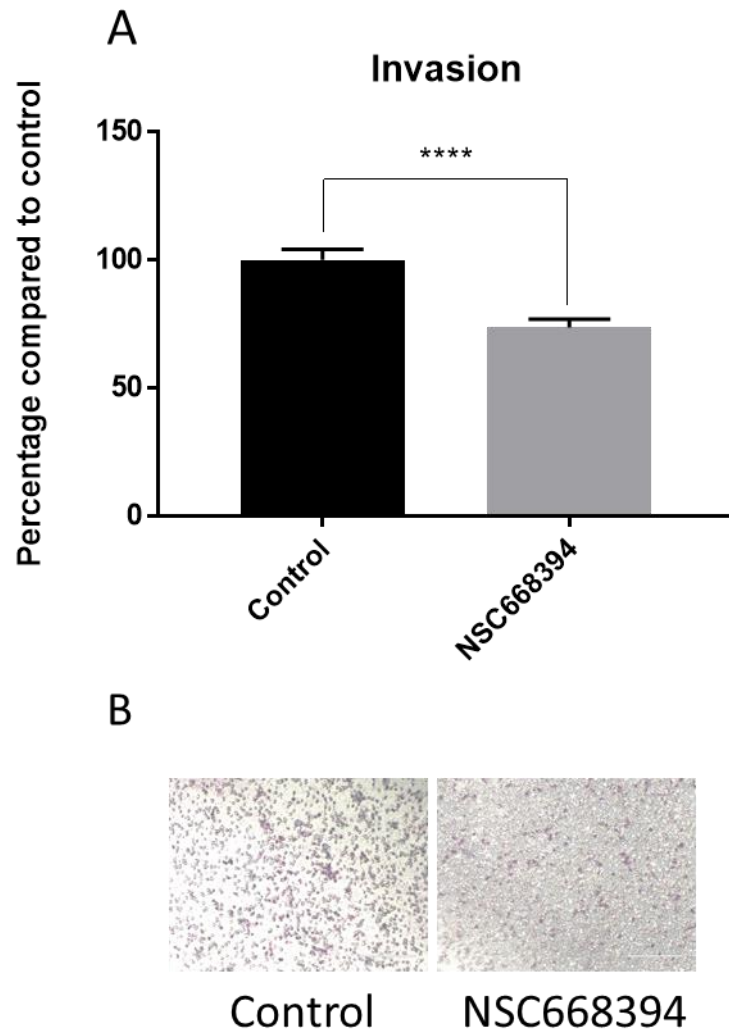 A
Invasion
Percentage compared to control
150
100
50
0
****
Control
NSC668394
B
Control
NSC668394